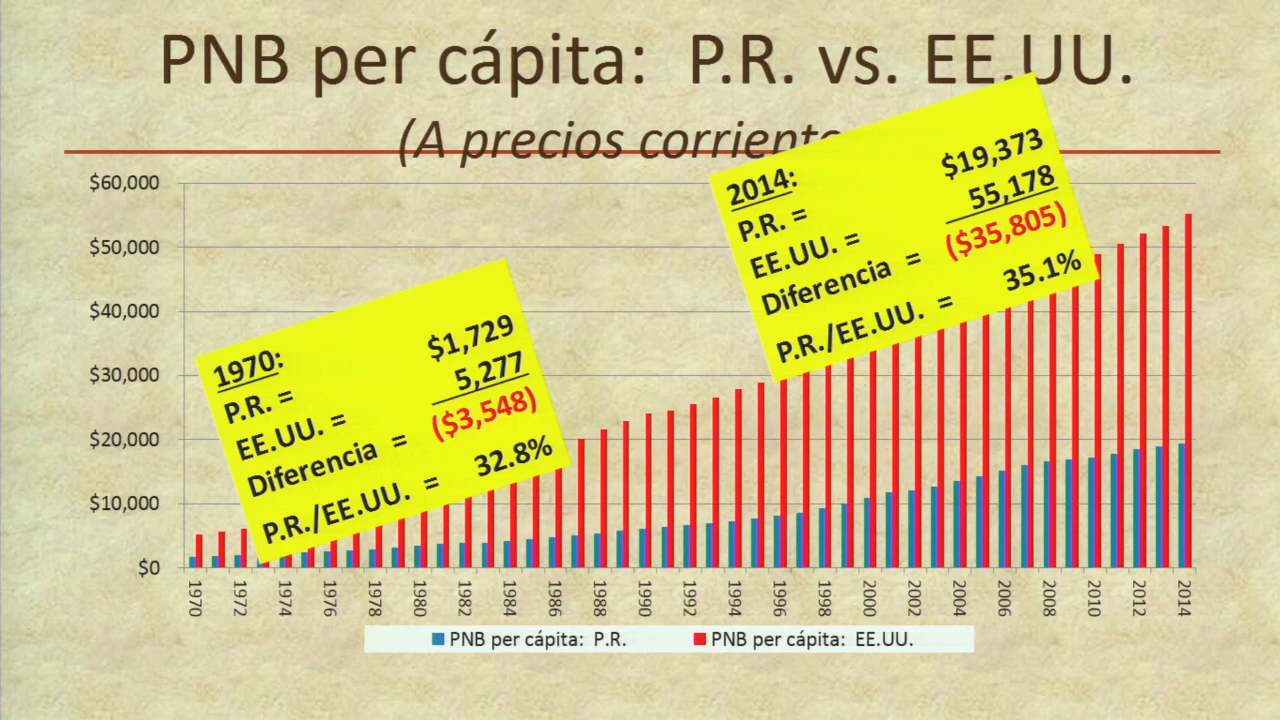 PNB per cápita: P.R. vs. EE.UU.
(A precios
1970:
P.R. = $1,729
EE.UU. = 5,277
Diferencia = ($3,548)
P.R./EE.UU. = 32.8%
2014:
P.R. = $19,373
EE.UU. = 55,178
Diferencia = ($35,805)
P.R./EE.UU. = 35.1%
$60,000
$50,000
$40,000
$30,000
$20,000
$10,000
$0
1970 1972 1974 1976 1978 1980 1982 1984 1986 1988 1990 1992 1994 1996 1998 2000 2002 2004 2006 2008 2010 2012 2014
PNB per cápita: P.R. PNB per cápita: EE.UU.